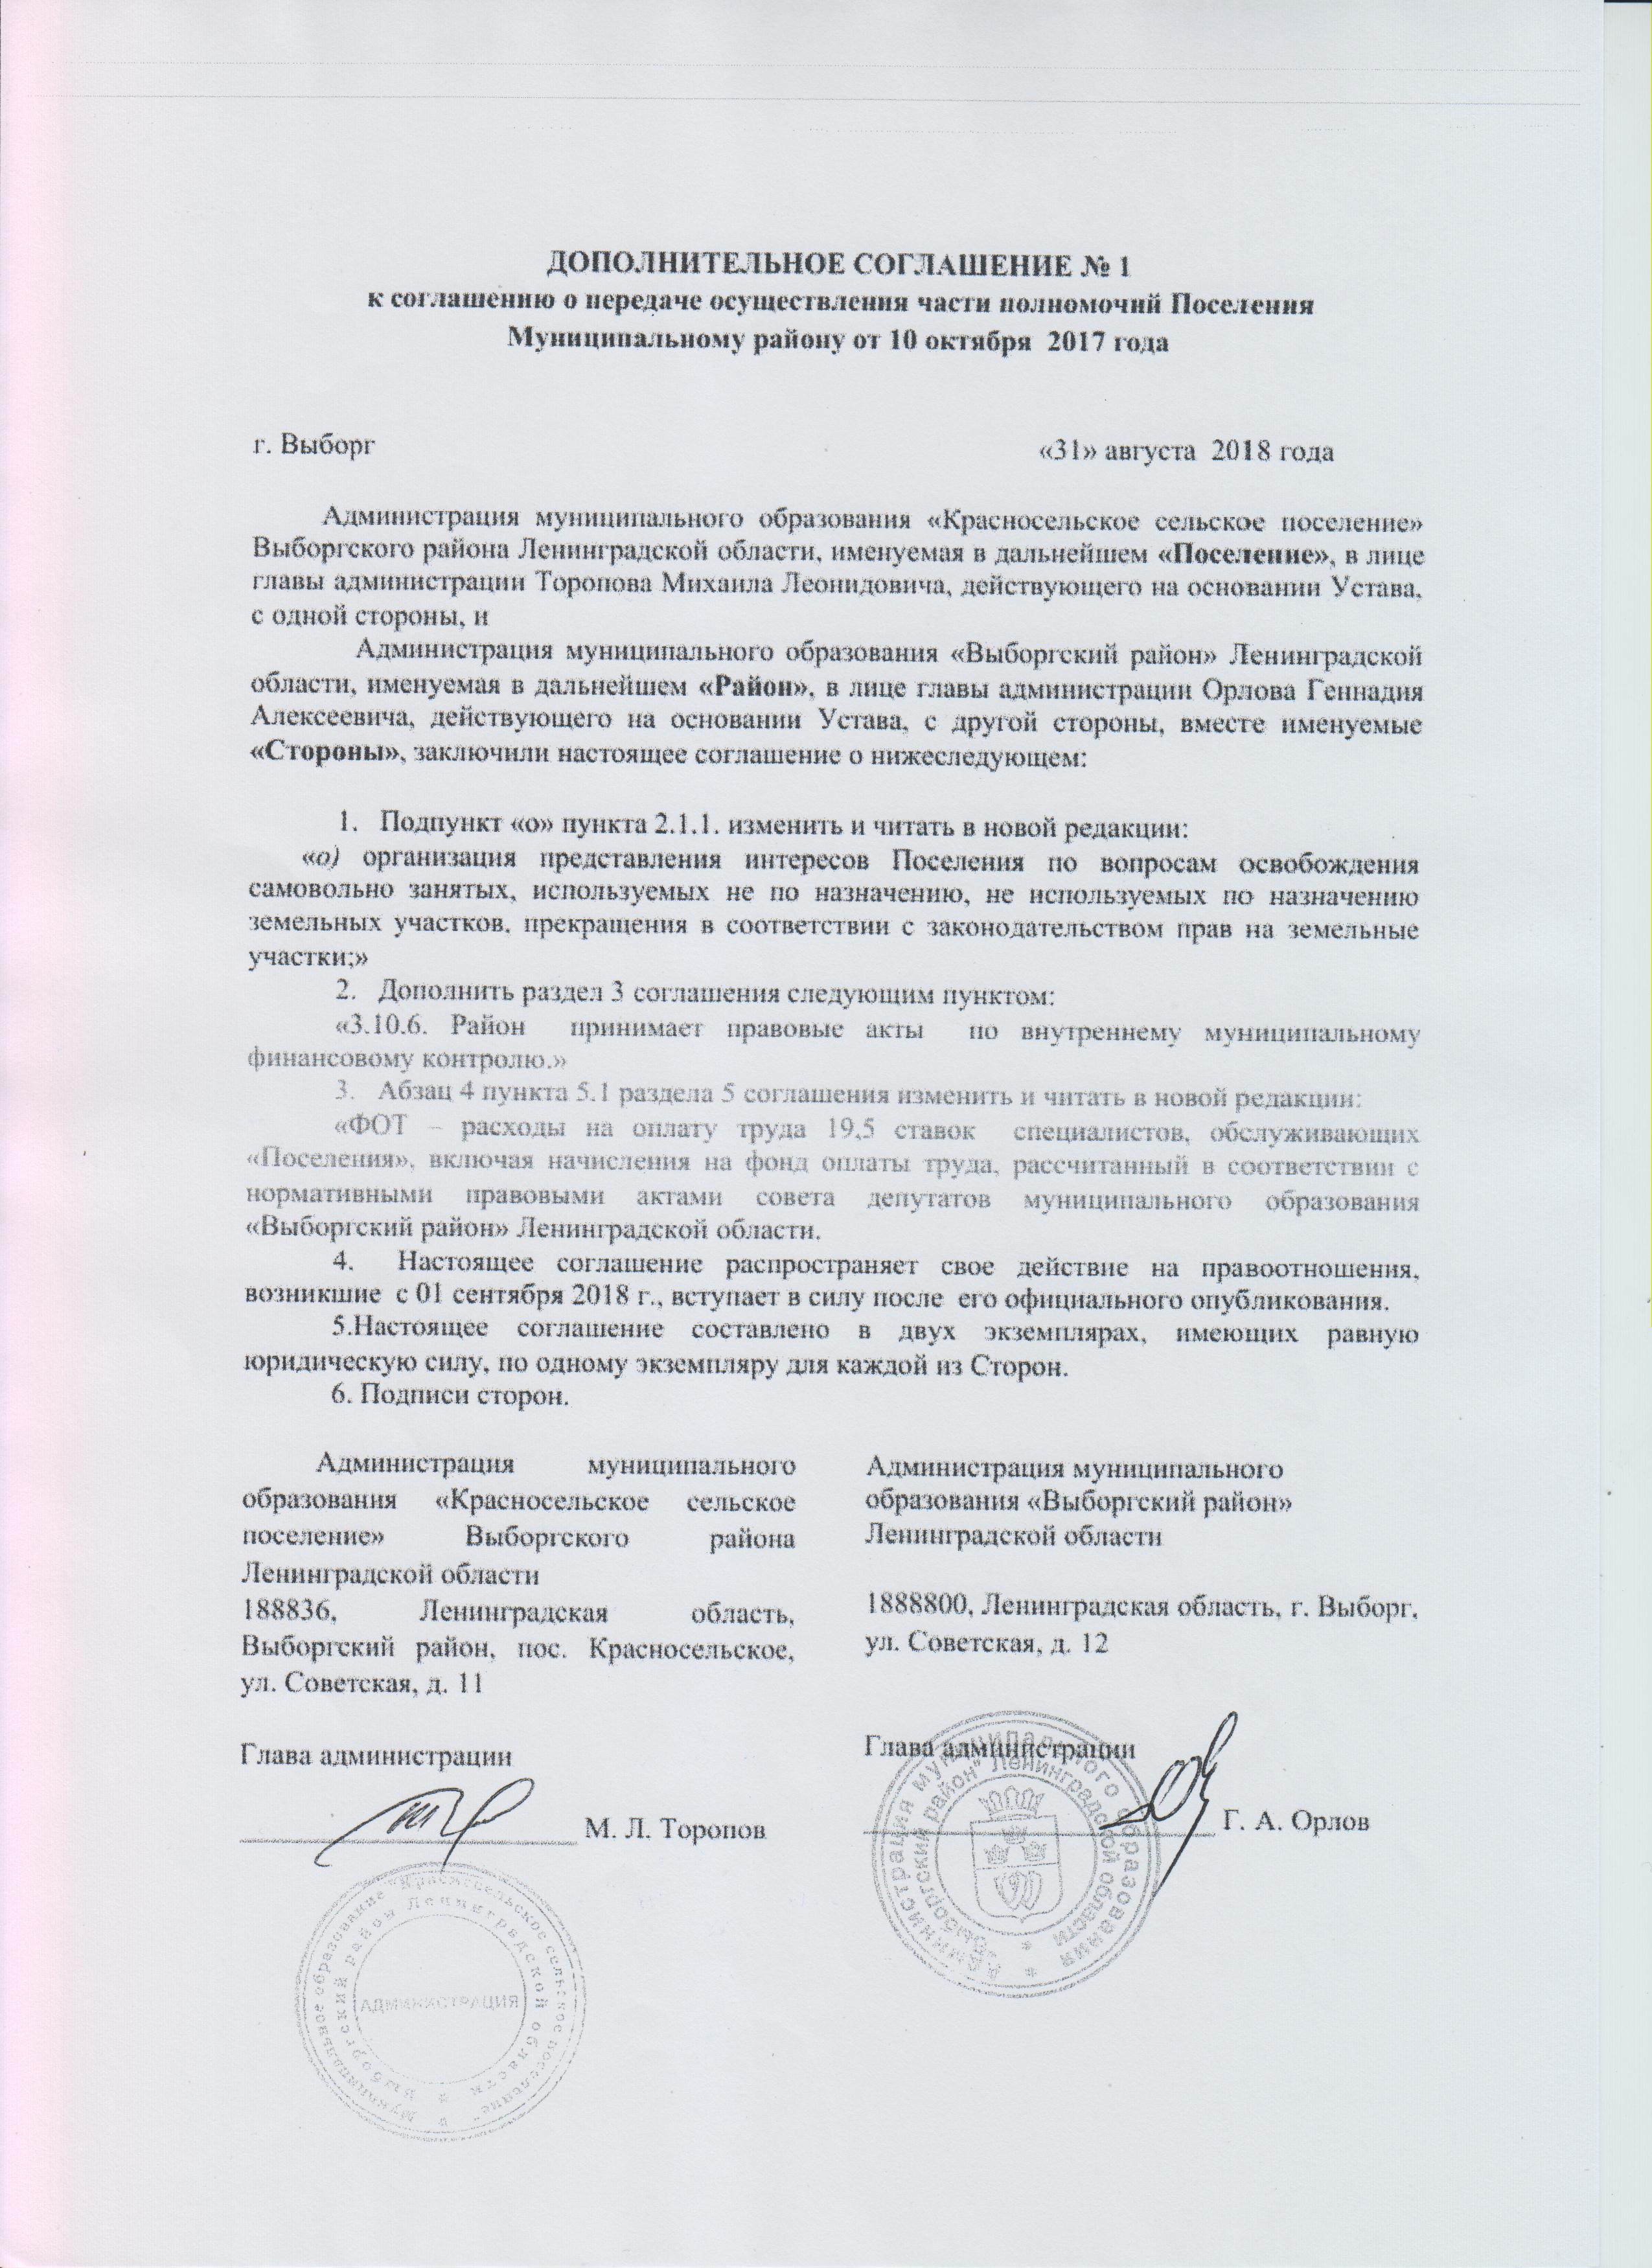 ДОПОЛНИТЕЛЬНОЕ СОГЛАШЕНИЕ № 1
к соглашению о передаче осуществления части полномочий Поселения
Муниципальному району от 10 октября 2017 года
г. Выборг
«31» августа 2018 года
Администрация муниципального образования «Красносельское сельское поселение»
Выборгского района Ленинградской области, именуемая в дальнейшем «Поселение», в лице
главы администрации Торопова Михаила Леонидовича, действующего на основании Устава,
с одной стороны, и
Администрация муниципального образования «Выборгский район» Ленинградской
области, именуемая в дальнейшем «Район», в лице главы администрации Орлова Геннадия
Алексеевича, действующего на основании Устава, с другой стороны, вместе именуемые
«Стороны», заключили настоящее соглашение о нижеследующем:
1. Подпункт «о» пункта 2.1.1. изменить и читать в новой редакции:
«о) организация представления интересов Поселения по вопросам освобождения
самовольно занятых, используемых не по назначению, не используемых по назначению
земельных участков, прекращения в соответствии с законодательством прав на земельные
участки;»
2. Дополнить раздел 3 соглашения следующим пунктом:
«3.10.6. Район принимает правовые акты по внутреннему муниципальному
финансовому контролю.»
3. Абзац 4 пункта 5.1 раздела 5 соглашения изменить и читать в новой редакции:
«ФОТ – расходы на оплату труда 19,5 ставок специалистов, обслуживающих
«Поселения», включая начисления на фонд оплаты труда, рассчитанный в соответствии с
нормативными правовыми актами совета депутатов муниципального образования
«Выборгский район» Ленинградской области.
4. Настоящее соглашение распространяет свое действие на правоотношения,
возникшие с 01 сентября 2018 г., вступает в силу после его официального опубликования.
5.Настоящее соглашение составлено в двух экземплярах, имеющих равную
юридическую силу, по одному экземпляру для каждой из Сторон.
6. Подписи сторон.
Администрация муниципального
образования «Красносельское сельское
поселение» Выборгского района
Ленинградской области
188836, Ленинградская область,
Выборгский район, пос. Красносельское,
ул. Советская, д. 11
Глава администрации
М. Л. Торопов
Муниципальное образование "Красносельское сельское поселение"
Выборгский район Ленинградской области
АДМИНИСТРАЦИЯ
Администрация муниципального
образования «Выборгский район»
Ленинградской области
1888800, Ленинградская область, г. Выборг,
ул. Советская, д. 12
Глава администрации
Г. А. Орлов
Администрация муниципального образования
"Выборгский район" Ленинградской области